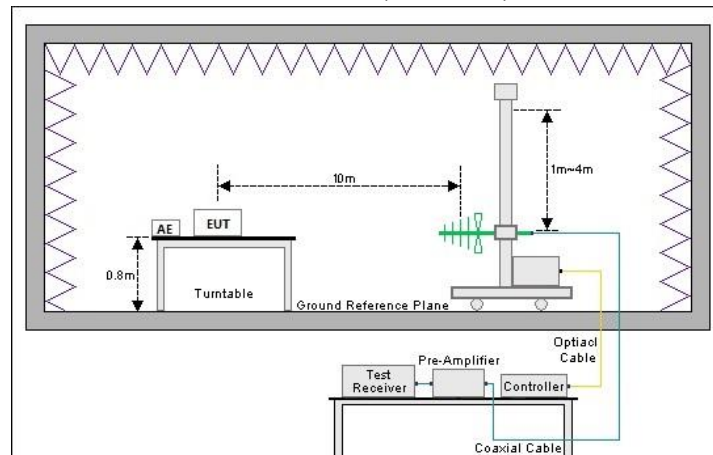 10m
1m~4m
AE
EUT
0.8m
Turntable
Ground Reference Plane
Optiacl
Cable
Pre-Amplifier
Test
Receiver
Controller
Coaxial Cable